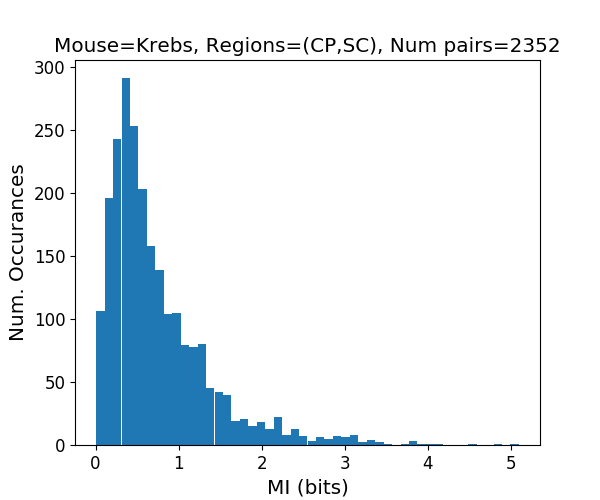 Mouse=Krebs, Regions=(CP,SC), Num pairs=2352
300
250
200
150
100
50
0
Num. Occurances
0 1 2 3 4 5
MI (bits)